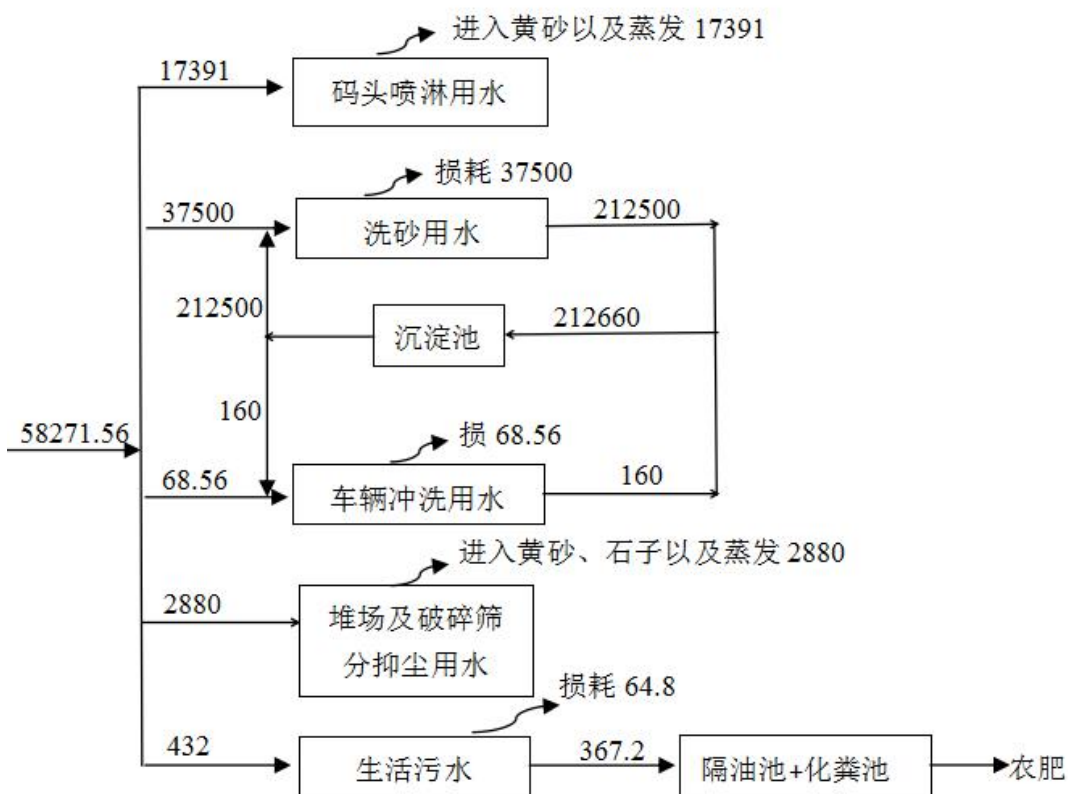 进入黄砂以及蒸发 17391
17391
码头喷淋用水
损耗 37500
37500
洗砂用水
212500
212500
沉淀池
212660
160
58271.56
损 68.56
68.56
车辆冲洗用水
160
进入黄砂、石子以及蒸发 2880
2880
堆场及破碎筛
分抑尘用水
损耗 64.8
432
生活污水
367.2
隔油池+化粪池
农肥